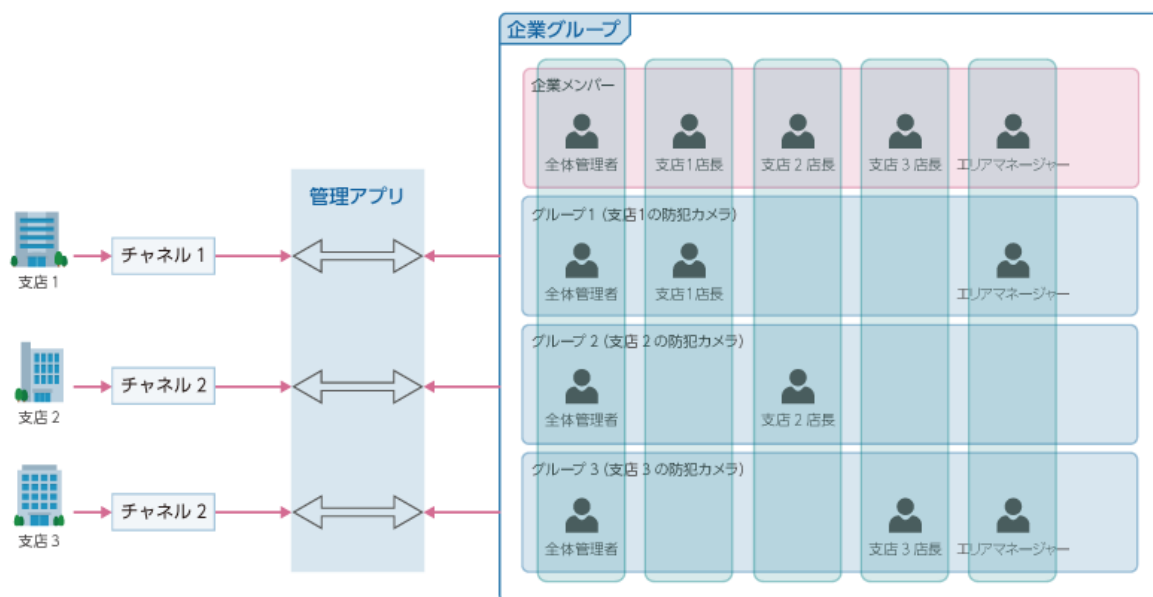 企業グループ
企業メンバー
全体管理者
支店1店長
支店2店長
支店3店長
エリアマネージャー
管理アプリ
グループ1(支店1の防犯カメラ)
チャネル1
支店1
全体管理者
支店1店長
エリアマネージャー
グループ2(支店2の防犯カメラ)
チャネル2
支店2
全体管理者
支店2店長
グループ3(支店3の防犯カメラ)
チャネル2
支店3
全体管理者
支店3店長
エリアマネージャー